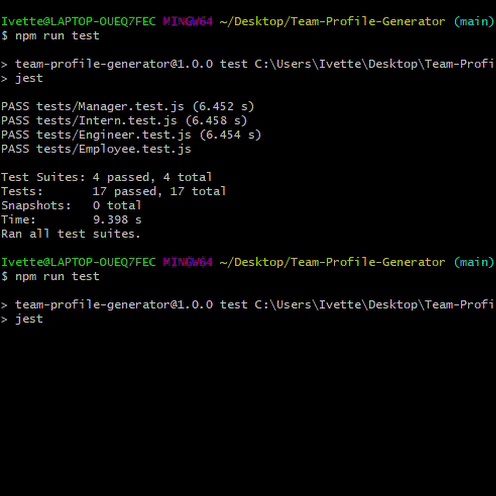 Ivette@LAPTOP-OUEQ7FEC MINGW64 ~/Desktop/Team-Profile-Generator (main)
$ npm run test
> team-profile-generator@1.0.0 test C:\Users\Ivette\Desktop\Team-Profi
> jest
PASS tests/Manager.test.js (6.452 s)
PASS tests/Intern.test.js (6.458 s)
PASS tests/Engineer.test.js (6.454 s)
PASS tests/Employee.test.js
Test Suites: 4 passed, 4 total
Tests:       17 passed, 17 total
Snapshots:   0 total
Time:        9.398 s
Ran all test suites.
Ivette@LAPTOP-OUEQ7FEC MINGW64 ~/Desktop/Team-Profile-Generator (main)
$ npm run test
> team-profile-generator@1.0.0 test C:\Users\Ivette\Desktop\Team-Profi
> jest